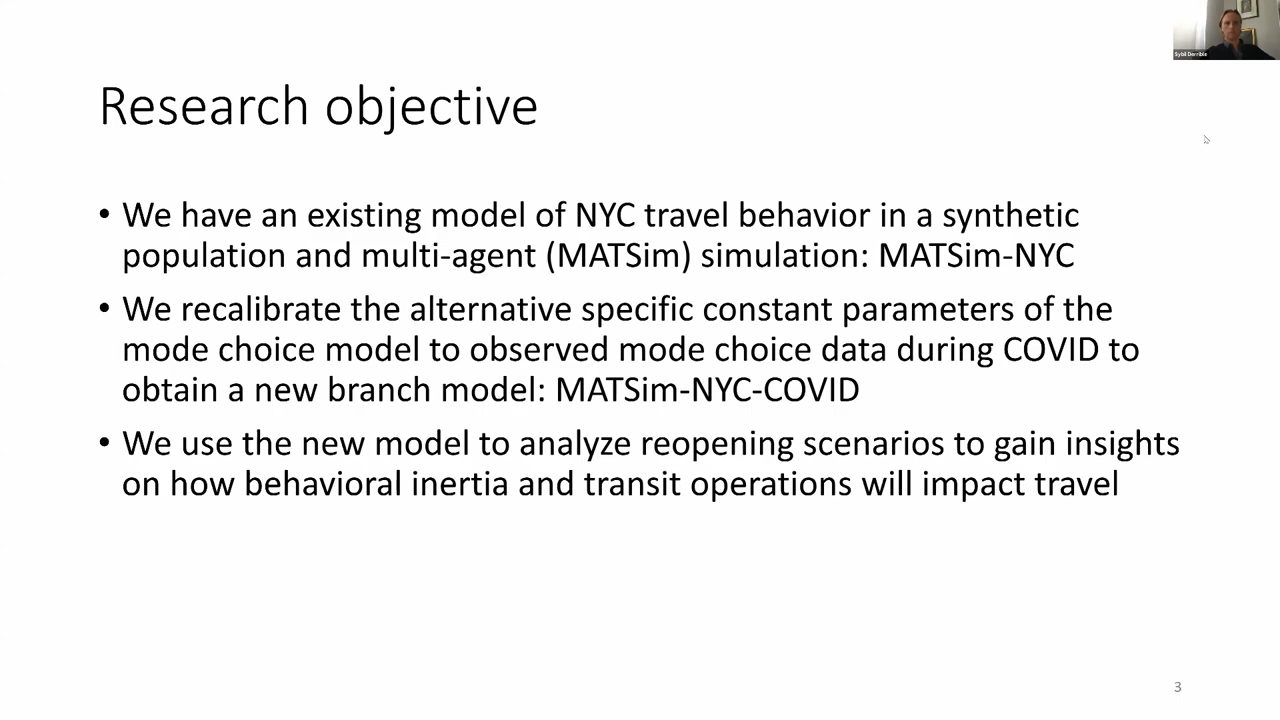 Sybil Derrible
Research objective
• We have an existing model of NYC travel behavior in a synthetic
population and multi-agent (MATSim) simulation: MATSim-NYC
• We recalibrate the alternative specific constant parameters of the
mode choice model to observed mode choice data during COVID to
obtain a new branch model: MATSim-NYC-COVID
• We use the new model to analyze reopening scenarios to gain insights
on how behavioral inertia and transit operations will impact travel
3